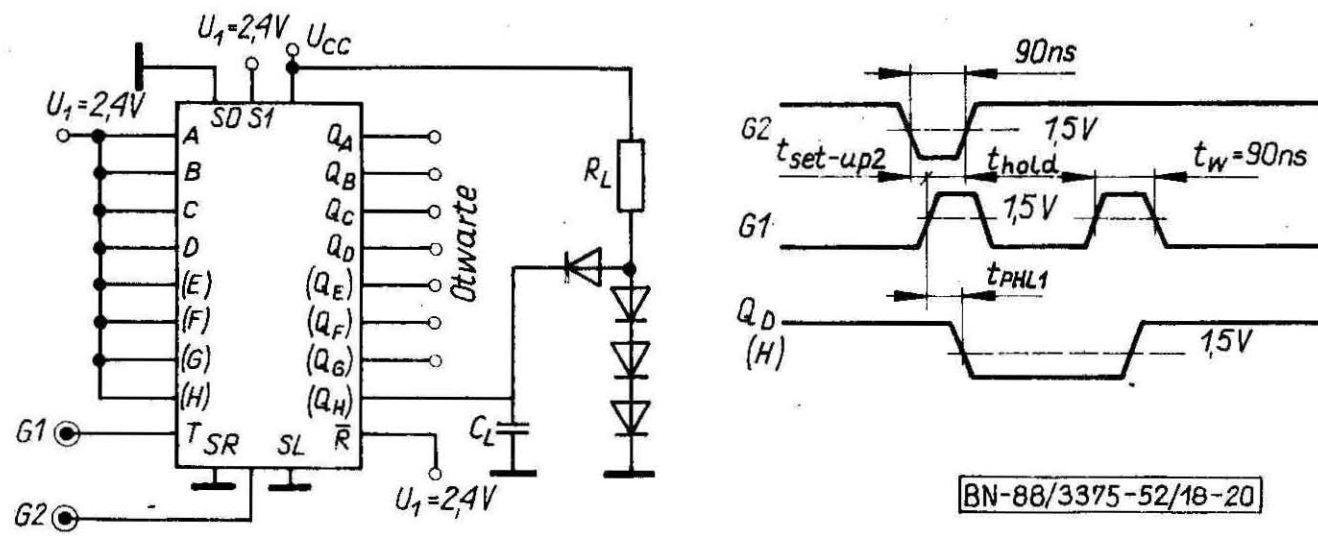 U₁=2,4V
U₁=2,4V UCC
S0 S1
A
B
C
D
(E)
(F)
(G)
(H)
T
SR SL
R̅
QA
QB
QC
QD
(QE)
(QF)
(QG)
(QH)
Otwarte
RL
CL
G1
G2
U₁=2,4V
90ns
G2
1,5V
tset-up2 thold tW=90ns
G1
1,5V
tPHL1
QD
(H)
1,5V
BN-88/3375-52/18-20